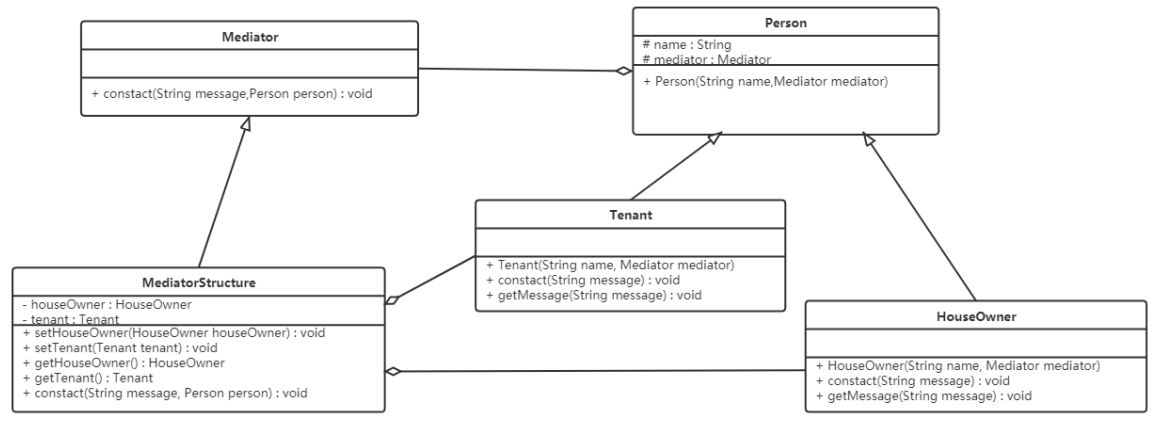 Mediator
+ constact(String message,Person person) : void
Person
# name : String
# mediator : Mediator
+ Person(String name,Mediator mediator)
Tenant
+ Tenant(String name, Mediator mediator)
+ constact(String message) : void
+ getMessage(String message) : void
MediatorStructure
- houseOwner : HouseOwner
- tenant : Tenant
+ setHouseOwner(HouseOwner houseOwner) : void
+ setTenant(Tenant tenant) : void
+ getHouseOwner() : HouseOwner
+ getTenant() : Tenant
+ constact(String message, Person person) : void
HouseOwner
+ HouseOwner(String name, Mediator mediator)
+ constact(String message) : void
+ getMessage(String message) : void